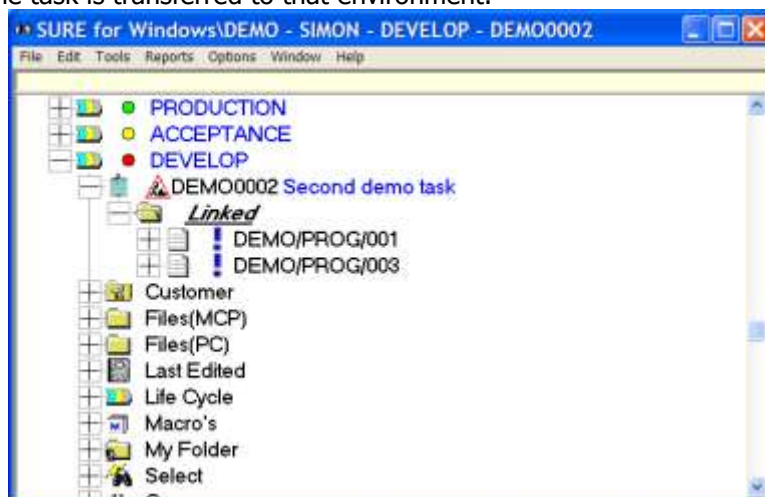 e task is transferred to that environment.
SURE for Windows\DEMO - SIMON - DEVELOP - DEMO0002
File Edit Tools Reports Options Window Help
PRODUCTION
ACCEPTANCE
DEVELOP
DEMO0002 Second demo task
Linked
DEMO/PROG/001
DEMO/PROG/003
Customer
Files(MCP)
Files(PC)
Last Edited
Life Cycle
Macro's
My Folder
Select